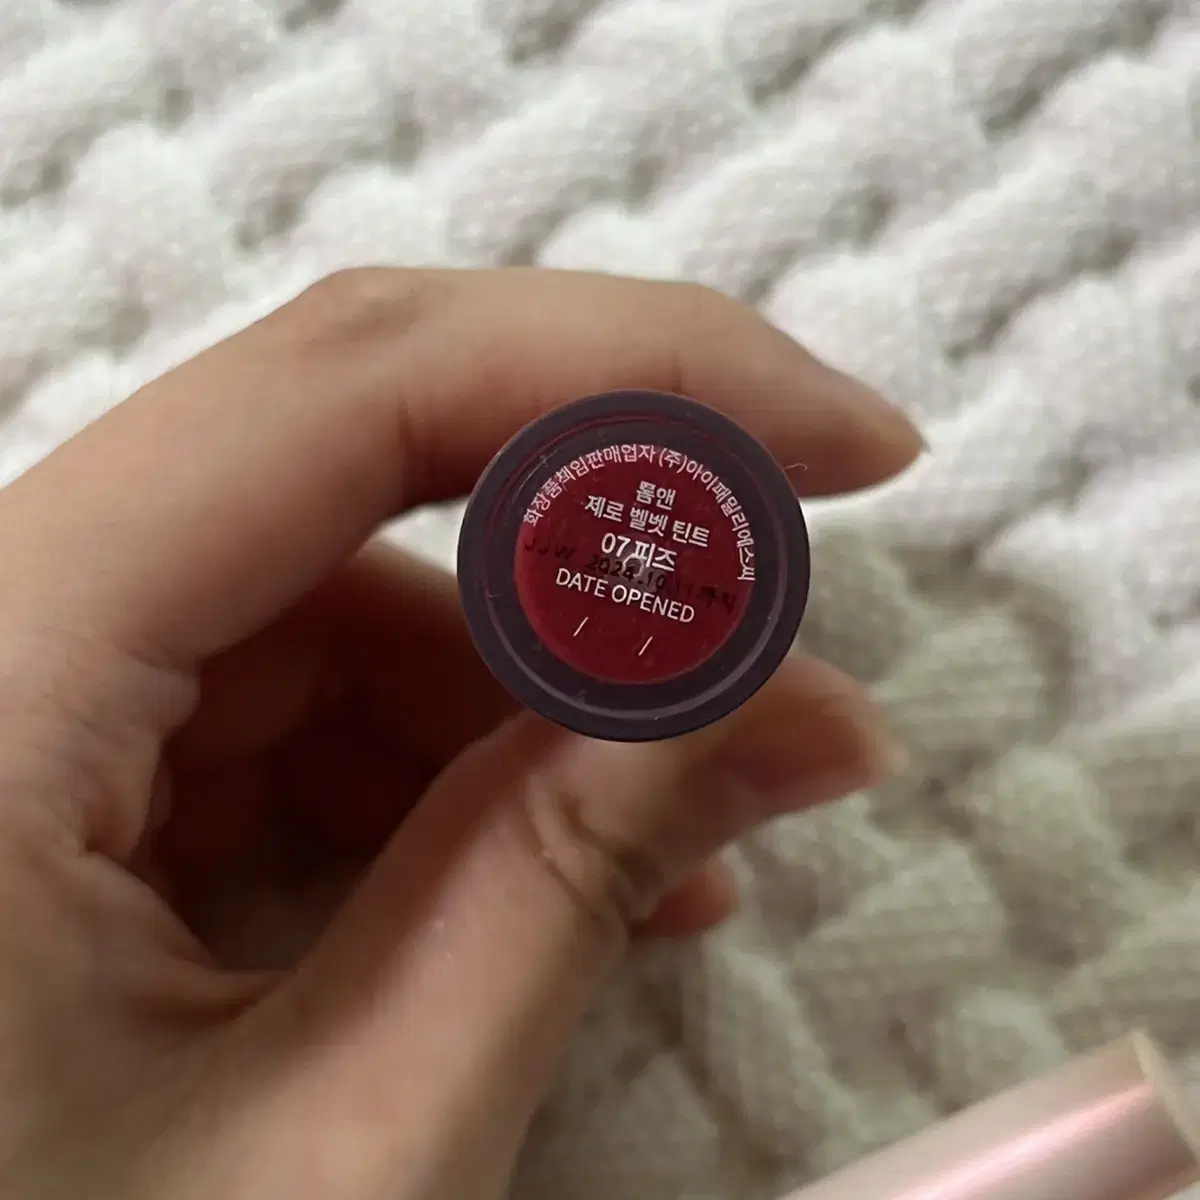 화장품책임판매업자 (주)아이패밀리에스씨
롬앤
제로 벨벳 틴트
07 피즈
DATE OPENED
/ /